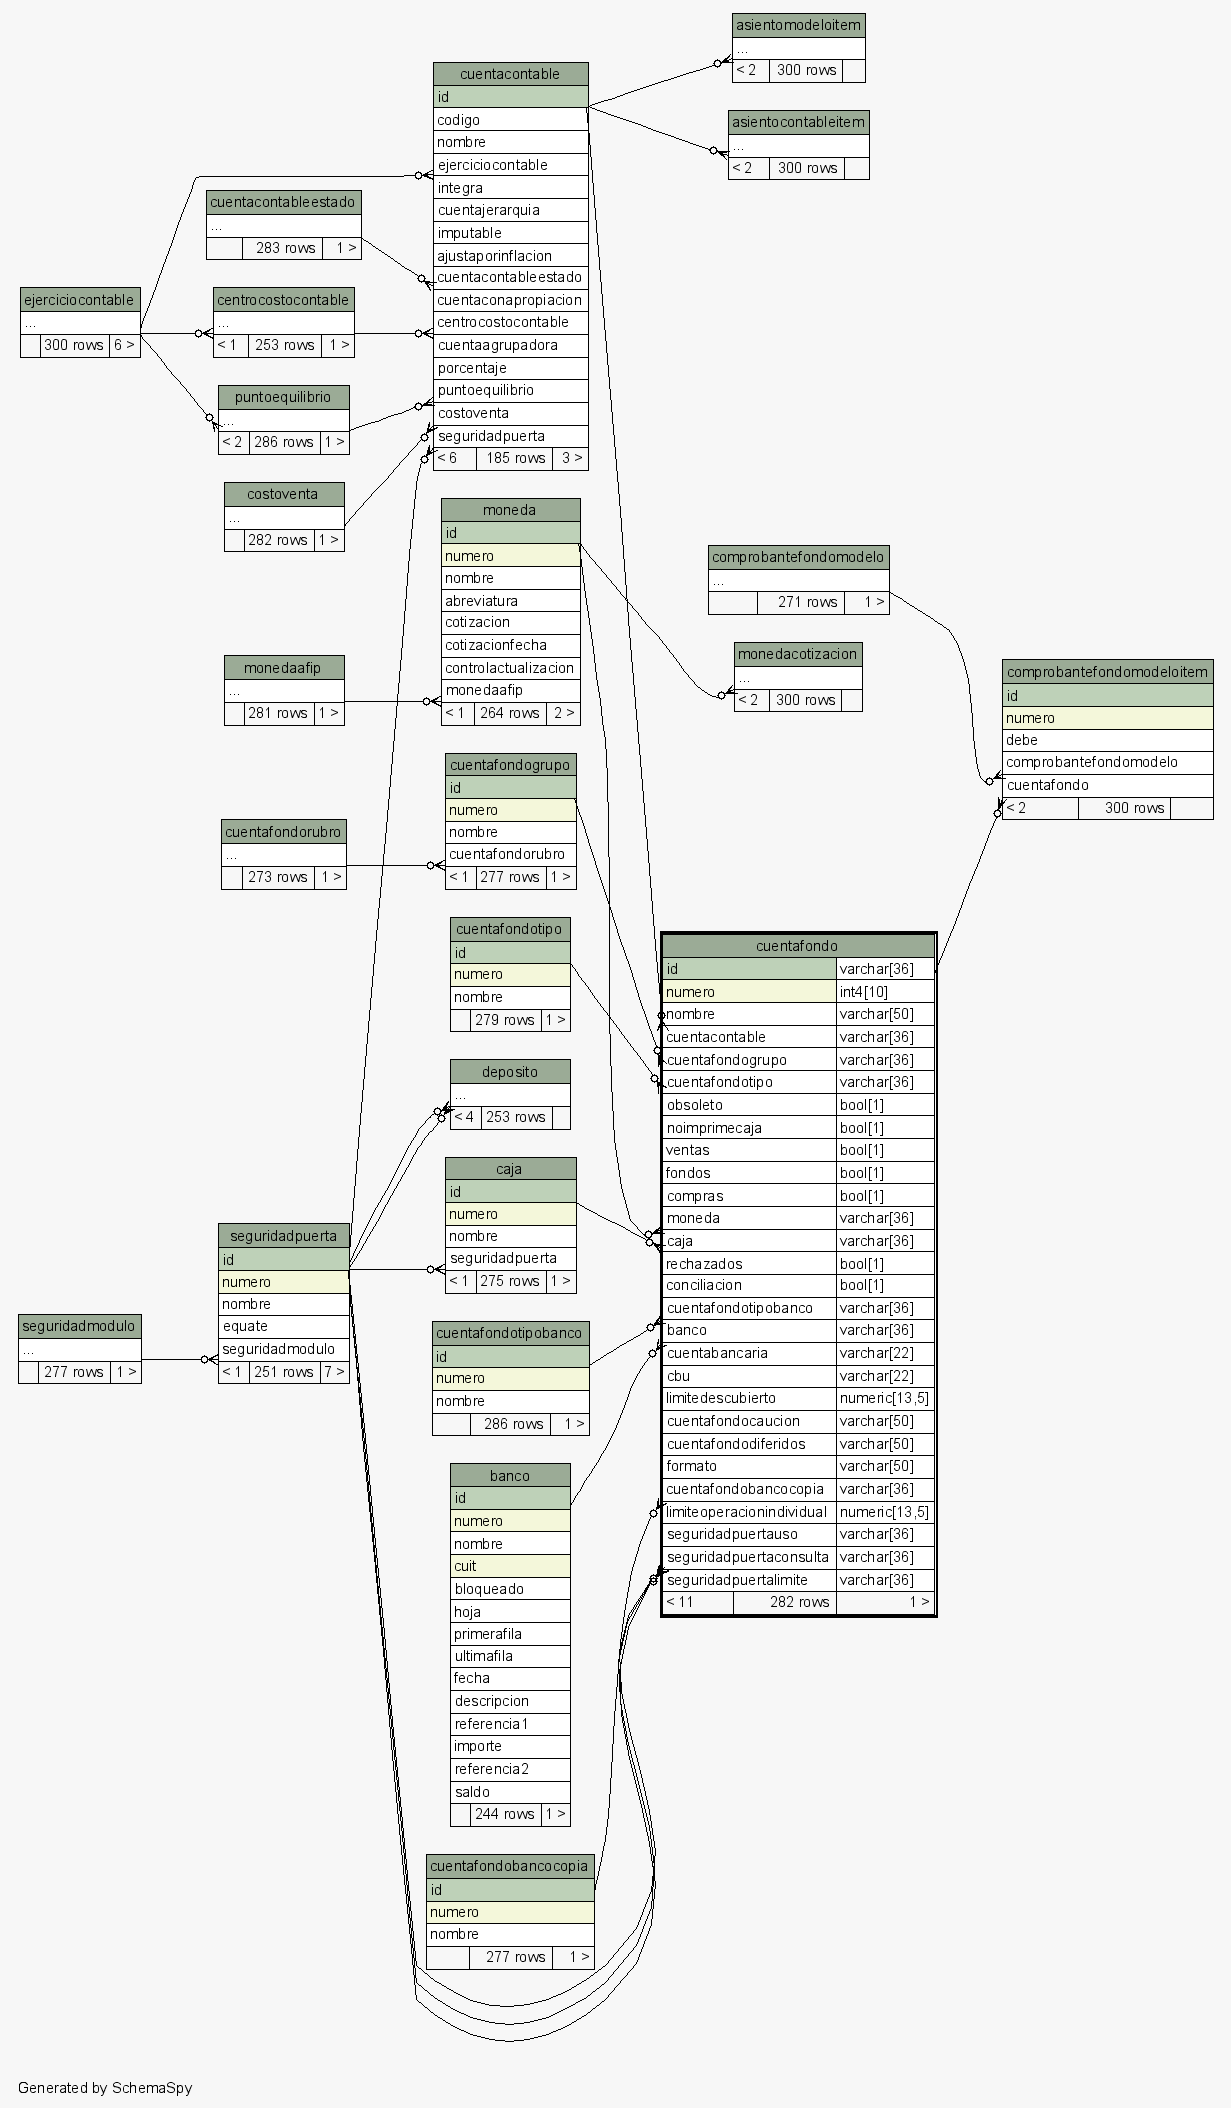 asientomodeloitem
...
< 2 300 rows
cuentacontable
id
codigo
nombre
ejerciciocontable
integra
cuentajerarquia
imputable
ajustaporinflacion
cuentacontableestado
cuentaconapropiacion
centrocostocontable
cuentaagrupadora
porcentaje
puntoequilibrio
costoventa
seguridadpuerta
< 6 185 rows 3 >
asientocontableitem
...
< 2 300 rows
cuentacontableestado
...
283 rows 1 >
ejerciciocontable
...
300 rows 6 >
centrocostocontable
...
< 1 253 rows 1 >
puntoequilibrio
...
< 2 286 rows 1 >
costoventa
...
282 rows 1 >
moneda
id
numero
nombre
abreviatura
cotizacion
cotizacionfecha
controlactualizacion
monedaafip
< 1 264 rows 2 >
comprobantefondomodelo
...
271 rows 1 >
monedaafip
...
281 rows 1 >
monedacotizacion
...
< 2 300 rows
comprobantefondomodeloitem
id
numero
debe
comprobantefondomodelo
cuentafondo
< 2 300 rows
cuentafondogrupo
id
numero
nombre
cuentafondorubro
< 1 277 rows 1 >
cuentafondorubro
...
273 rows 1 >
cuentafondotipo
id
numero
nombre
279 rows 1 >
cuentafondo
id varchar[36]
numero int4[10]
nombre varchar[50]
cuentacontable varchar[36]
cuentafondogrupo varchar[36]
cuentafondotipo varchar[36]
obsoleto bool[1]
noimprimecaja bool[1]
ventas bool[1]
fondos bool[1]
compras bool[1]
moneda varchar[36]
caja varchar[36]
rechazados bool[1]
conciliacion bool[1]
cuentafondotipobanco varchar[36]
banco varchar[36]
cuentabancaria varchar[22]
cbu varchar[22]
limitedescubierto numeric[13,5]
cuentafondocaucion varchar[50]
cuentafondodiferidos varchar[50]
formato varchar[50]
cuentafondobancocopia varchar[36]
limiteoperacionindividual numeric[13,5]
seguridadpuertauso varchar[36]
seguridadpuertaconsulta varchar[36]
seguridadpuertalimite varchar[36]
< 11 282 rows 1 >
deposito
...
< 4 253 rows
caja
id
numero
nombre
seguridadpuerta
< 1 275 rows 1 >
seguridadpuerta
id
numero
nombre
equate
seguridadmodulo
< 1 251 rows 7 >
seguridadmodulo
...
277 rows 1 >
cuentafondotipobanco
id
numero
nombre
286 rows 1 >
banco
id
numero
nombre
cuit
bloqueado
hoja
primerafila
ultimafila
fecha
descripcion
referencia1
importe
referencia2
saldo
244 rows 1 >
cuentafondobancocopia
id
numero
nombre
277 rows 1 >
Generated by SchemaSpy